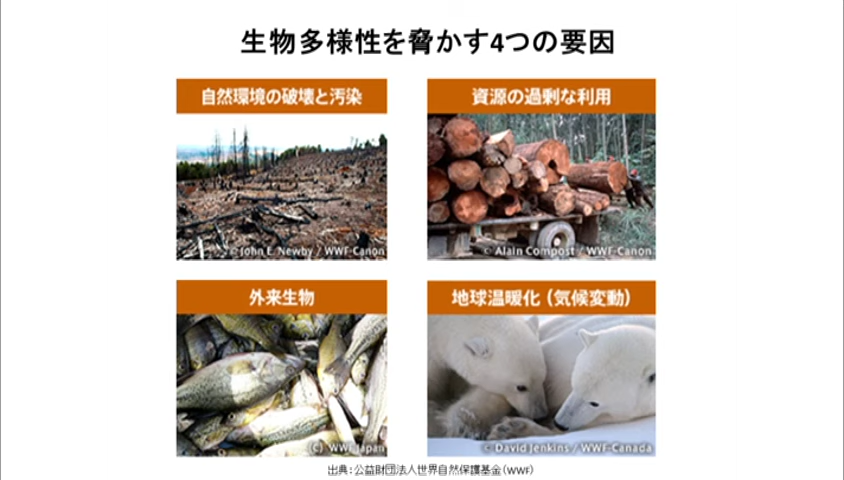 生物多様性を脅かす4つの要因
自然環境の破壊と汚染
資源の過剰な利用
© John E. Newby / WWF-Canon
© Alain Compost / WWF-Canon
外来生物
地球温暖化（気候変動）
(C) WWF Japan
© David Jenkins / WWF-Canada
出典：公益財団法人世界自然保護基金（WWF）